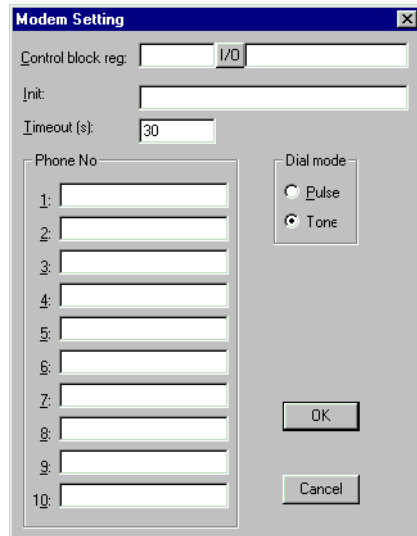 Modem Setting
Control block reg: I/O
Init:
Timeout (s): 30
Phone No
Dial mode
1:
Pulse
2:
Tone
3:
4:
5:
6:
7:
OK
8:
9:
Cancel
10: